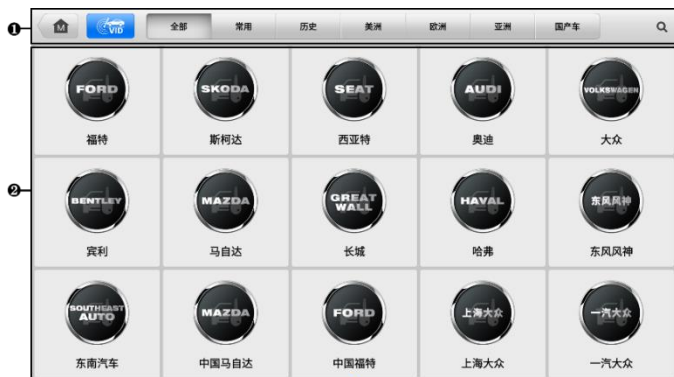 ❶
M
VID
全部
常用
历史
美洲
欧洲
亚洲
国产车
❷
FORD
SKODA
SEAT
AUDI
VOLKSWAGEN
福特
斯柯达
西亚特
奥迪
大众
BENTLEY
MAZDA
GREAT
WALL
HAVAL
东风风神
宾利
马自达
长城
哈弗
东风风神
SOUTHEAST
AUTO
MAZDA
FORD
上海大众
一汽大众
东南汽车
中国马自达
中国福特
上海大众
一汽大众